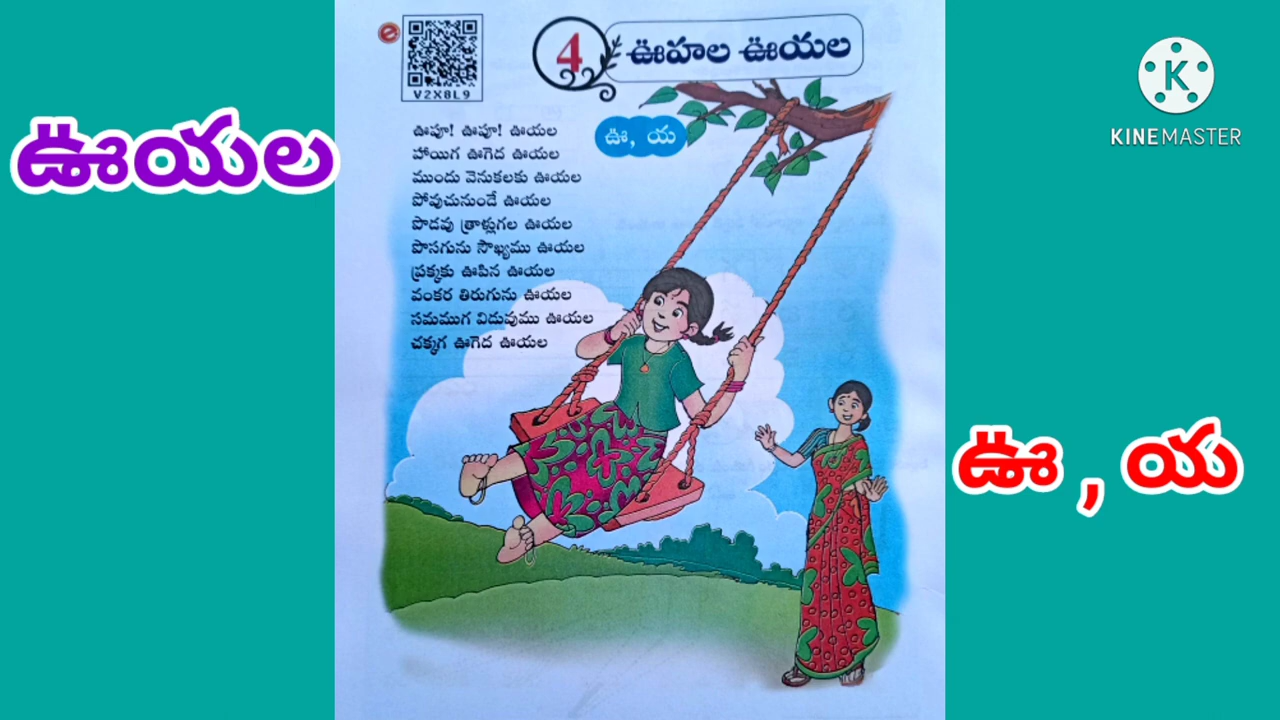 ఊయల
e
V2X8L9
4
ఊహల ఊయల
ఊ, య
ఊపూ! ఊపూ! ఊయల
హాయిగ ఊగెద ఊయల
ముందు వెనుకలకు ఊయల
పోవుచునుండే ఊయల
పొడవు త్రాళ్లుగల ఊయల
పొసగును సౌఖ్యము ఊయల
ప్రక్కకు ఊపిన ఊయల
వంకర తిరుగును ఊయల
సమముగ విడువుము ఊయల
చక్కగ ఊగెద ఊయల
K
KINEMASTER
ఊ , య